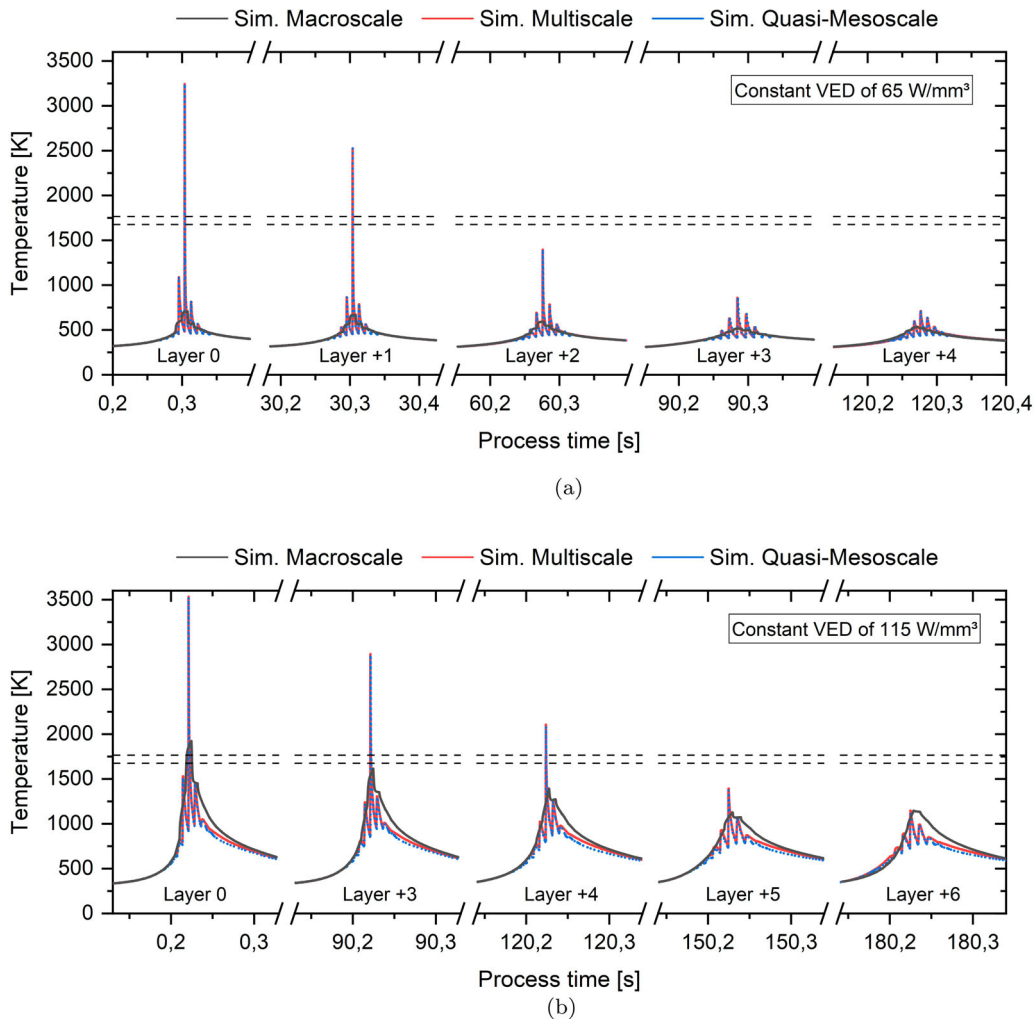 Sim. Macroscale Sim. Multiscale Sim. Quasi-Mesoscale
Constant VED of 65 W/mm³
Temperature [K]
3500
3000
2500
2000
1500
1000
500
0
Layer 0 Layer +1 Layer +2 Layer +3 Layer +4
0,2 0,3 30,2 30,3 30,4 60,2 60,3 90,2 90,3 120,2 120,3 120,4
Process time [s]
(a)
Sim. Macroscale Sim. Multiscale Sim. Quasi-Mesoscale
Constant VED of 115 W/mm³
Temperature [K]
3500
3000
2500
2000
1500
1000
500
0
Layer 0 Layer +3 Layer +4 Layer +5 Layer +6
0,2 0,3 90,2 90,3 120,2 120,3 150,2 150,3 180,2 180,3
Process time [s]
(b)